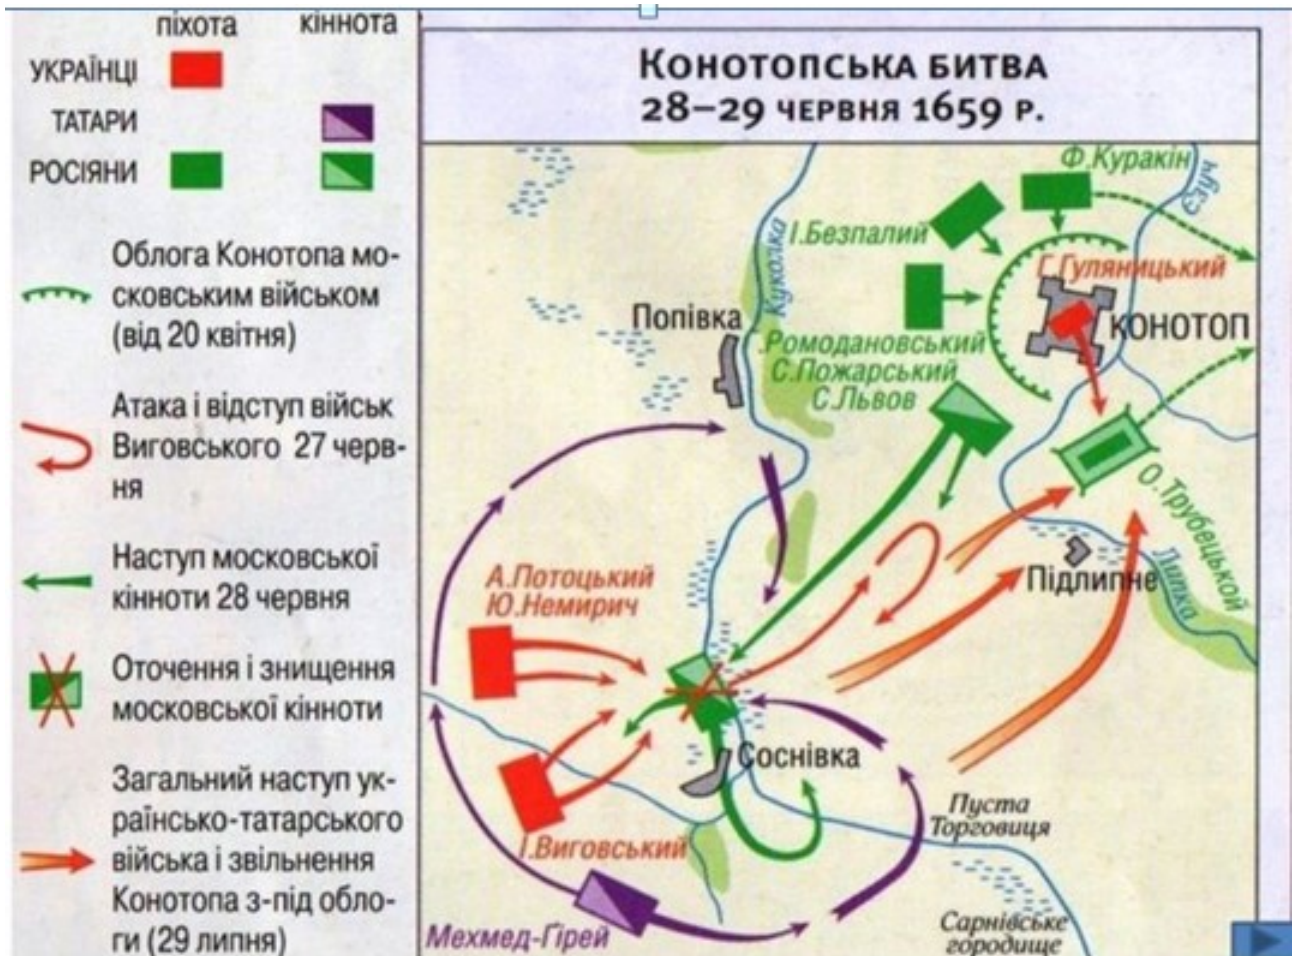 піхота кіннота
УКРАЇНЦІ
ТАТАРИ
РОСІЯНИ
Облога Конотопа мо-
сковським військом
(від 20 квітня)
Атака і відступ військ
Виговського 27 черв-
ня
Наступ московської
кінноти 28 червня
Оточення і знищення
московської кінноти
Загальний наступ ук-
раїнсько-татарського
війська і звільнення
Конотопа з-під обло-
ги (29 липня)
КОНОТОПСЬКА БИТВА
28–29 ЧЕРВНЯ 1659 Р.
Ф.Куракін
Єзуч
І.Безпалий
Куколка
Г.Гуляницький
Попівка
КОНОТОП
.Ромодановський
С.Пожарський
С.Львов
О.Трубецькой
А.Потоцький
Ю.Немирич
Підлипне
Липка
Соснівка
Пуста
Торговиця
І.Виговський
Мехмед-Ґірей
Сарнівське
городище